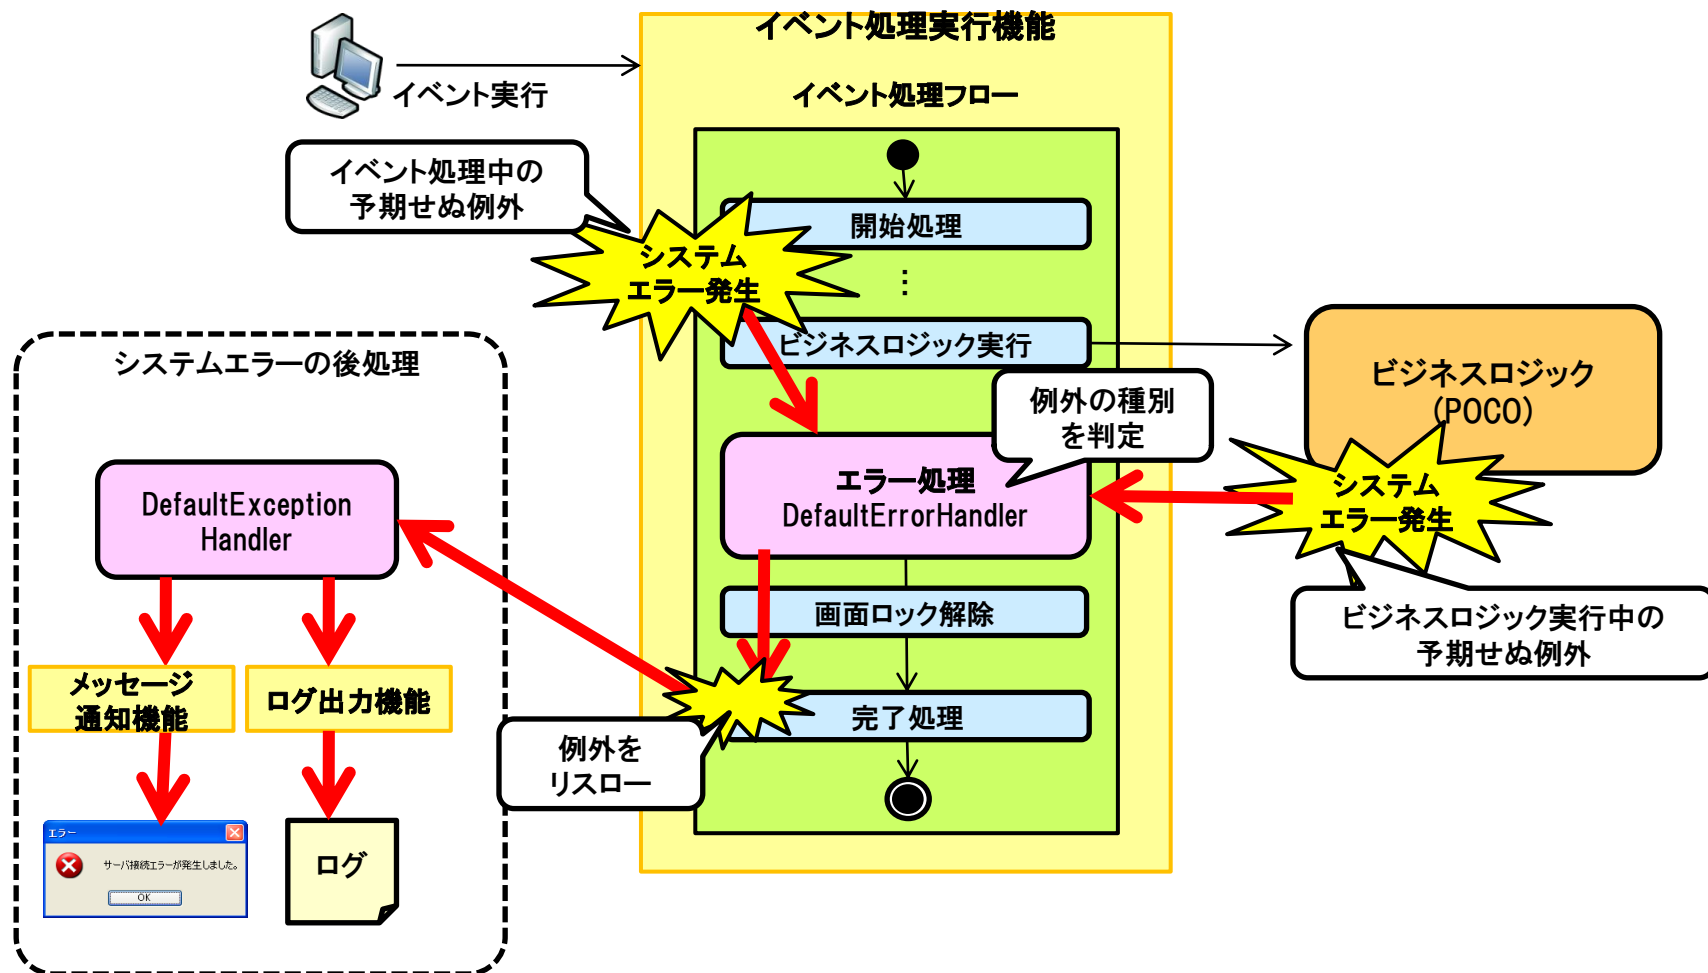 イベント処理実行機能
イベント実行
イベント処理フロー
イベント処理中の
予期せぬ例外
開始処理
システム
エラー発生
⋮
ビジネスロジック実行
ビジネスロジック
(POCO)
例外の種別
を判定
エラー処理
DefaultErrorHandler
システム
エラー発生
ビジネスロジック実行中の
予期せぬ例外
画面ロック解除
完了処理
例外を
リスロー
システムエラーの後処理
DefaultException
Handler
メッセージ
通知機能
ログ出力機能
エラー
サーバ接続エラーが発生しました。
OK
ログ